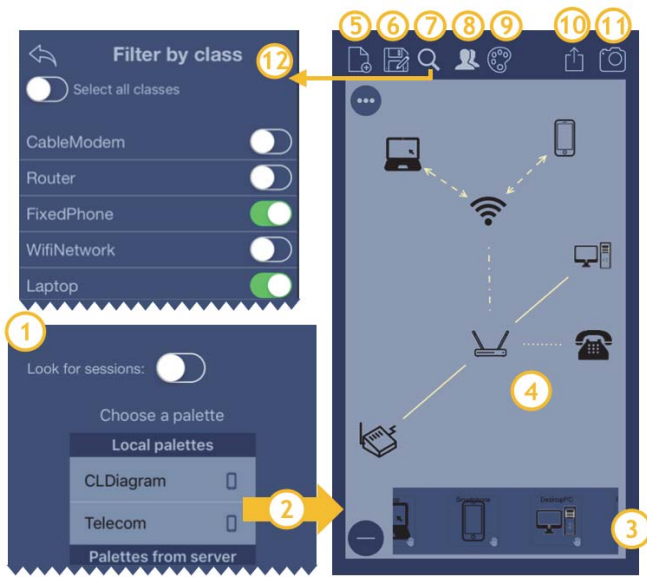 5 6 7 8 9 10 11
Filter by class
12
Select all classes
CableModem
Router
FixedPhone
WifiNetwork
Laptop
1
Look for sessions:
Choose a palette
Local palettes
CLDiagram
Telecom
Palettes from server
2
4
Smartphone
DesktopPC
3